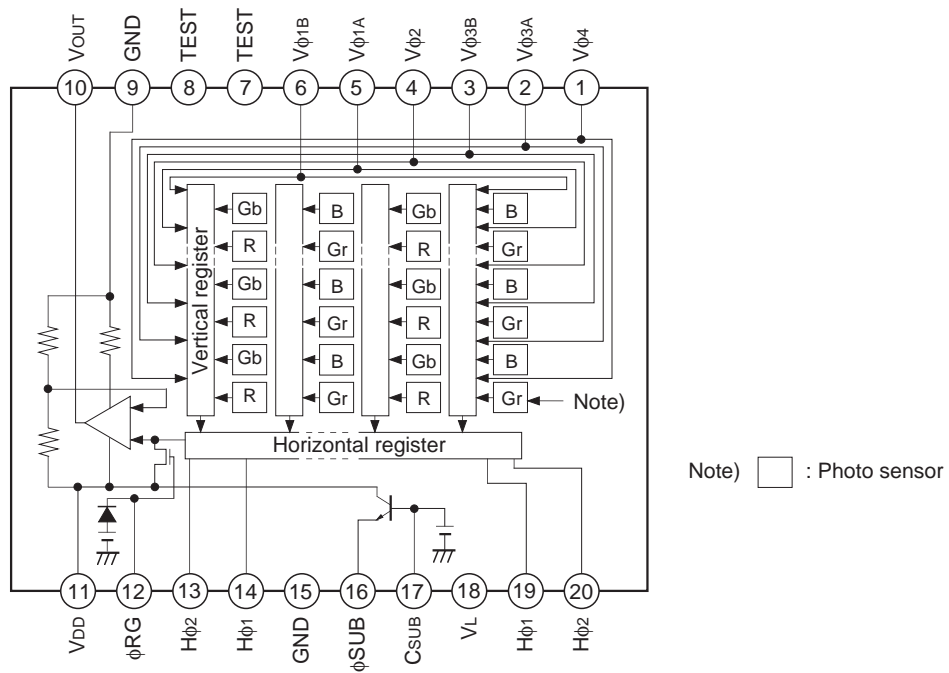 VOUT GND TEST TEST Vϕ1B Vϕ1A Vϕ2 Vϕ3B Vϕ3A Vϕ4
10 9 8 7 6 5 4 3 2 1
Vertical register
Gb B Gb B
R Gr R Gr
Gb B Gb B
R Gr R Gr
Gb B Gb B
R Gr R Gr
Note)
Horizontal register
Note) : Photo sensor
11 12 13 14 15 16 17 18 19 20
VDD ϕRG Hϕ2 Hϕ1 GND ϕSUB CSUB VL Hϕ1 Hϕ2